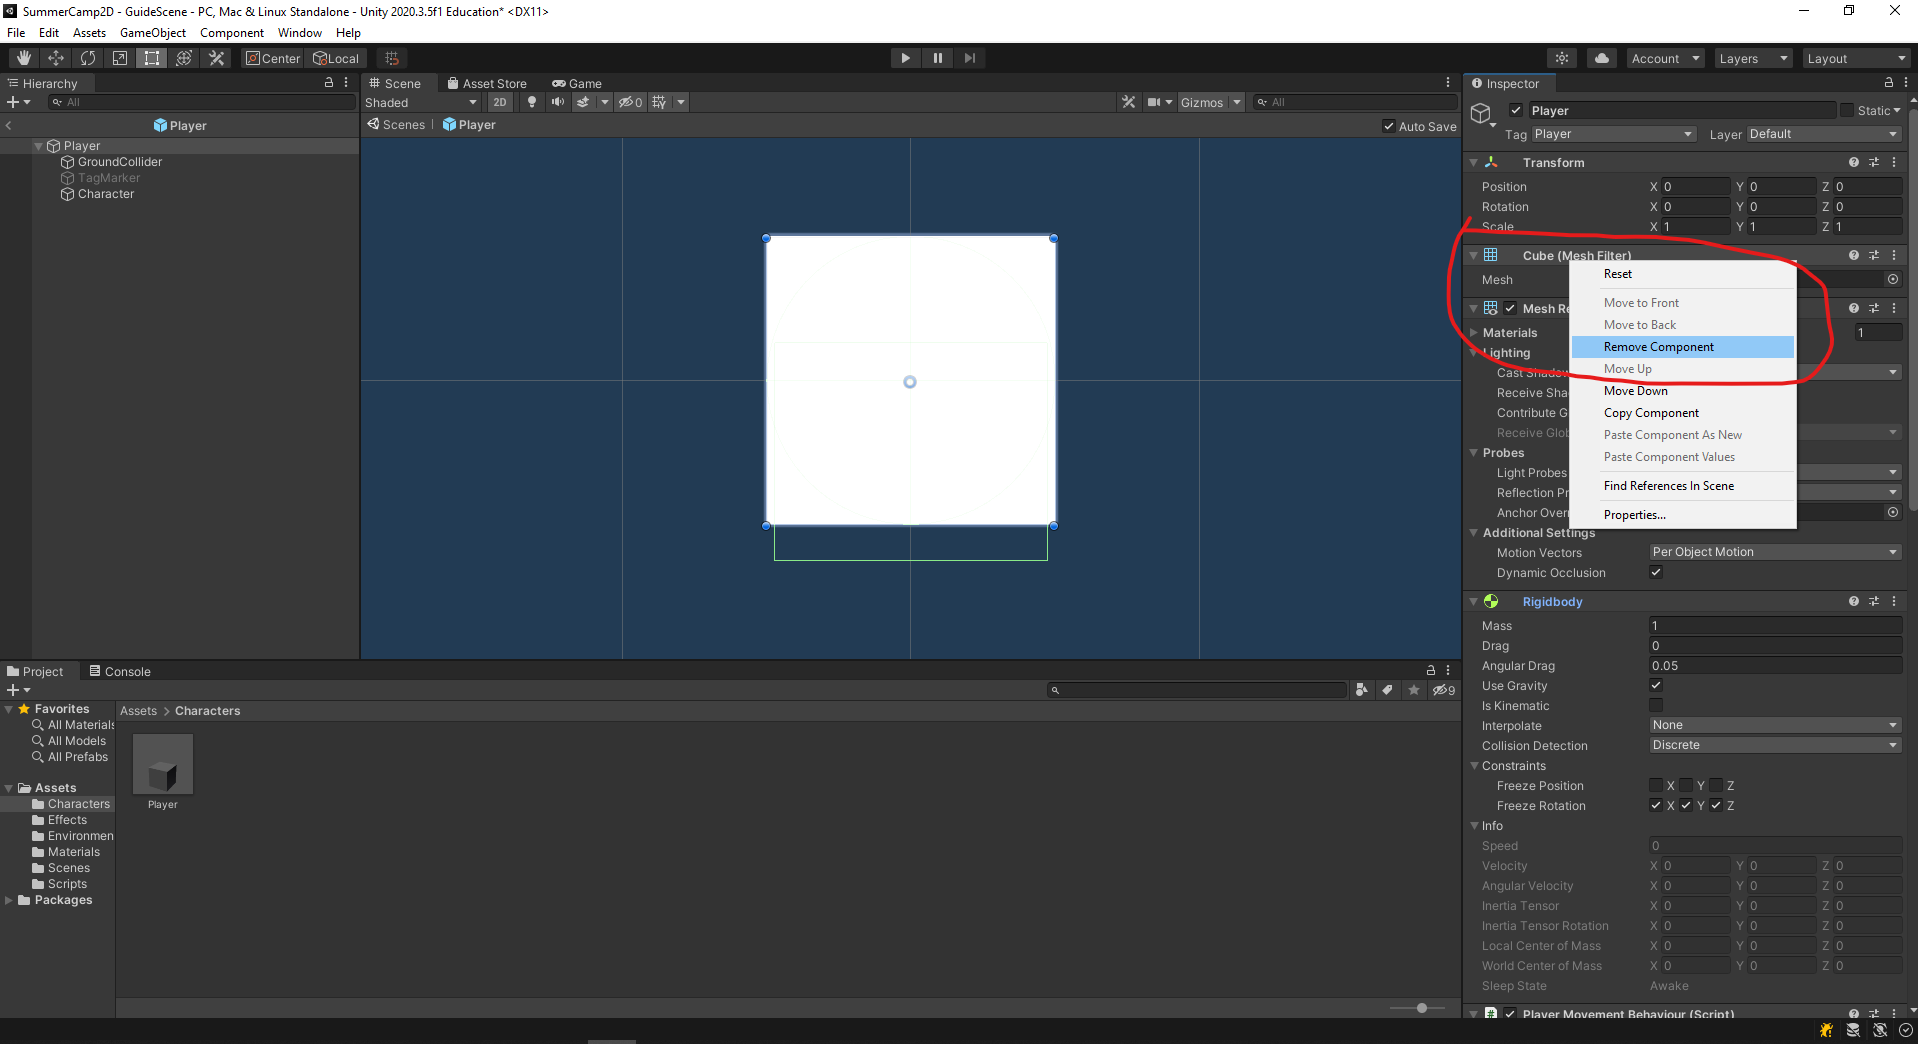 SummerCamp2D - GuideScene - PC, Mac & Linux Standalone - Unity 2020.3.5f1 Education* <DX11>
File Edit Assets GameObject Component Window Help
Center Local
Account Layers Layout
Hierarchy
All
Player
Player
GroundCollider
TagMarker
Character
Scene Asset Store Game
Shaded 2D 0 Gizmos All
Scenes Player Auto Save
Inspector
Player Static
Tag Player Layer Default
Transform
Position X 0 Y 0 Z 0
Rotation X 0 Y 0 Z 0
Scale X 1 Y 1 Z 1
Cube (Mesh Filter)
Mesh
Mesh Re
Materials 1
Lighting
Cast Shadow
Receive Sha
Contribute G
Receive Glob
Probes
Light Probes
Reflection Pr
Anchor Over
Additional Settings
Motion Vectors Per Object Motion
Dynamic Occlusion
Reset
Move to Front
Move to Back
Remove Component
Move Up
Move Down
Copy Component
Paste Component As New
Paste Component Values
Find References In Scene
Properties...
Rigidbody
Mass 1
Drag 0
Angular Drag 0.05
Use Gravity
Is Kinematic
Interpolate None
Collision Detection Discrete
Constraints
Freeze Position X Y Z
Freeze Rotation X Y Z
Info
Speed 0
Velocity X 0 Y 0 Z 0
Angular Velocity X 0 Y 0 Z 0
Inertia Tensor X 0 Y 0 Z 0
Inertia Tensor Rotation X 0 Y 0 Z 0
Local Center of Mass X 0 Y 0 Z 0
World Center of Mass X 0 Y 0 Z 0
Sleep State Awake
# Player Movement Behaviour (Script)
Project Console
9
Favorites
All Materials
All Models
All Prefabs
Assets
Characters
Effects
Environmen
Materials
Scenes
Scripts
Packages
Assets > Characters
Player